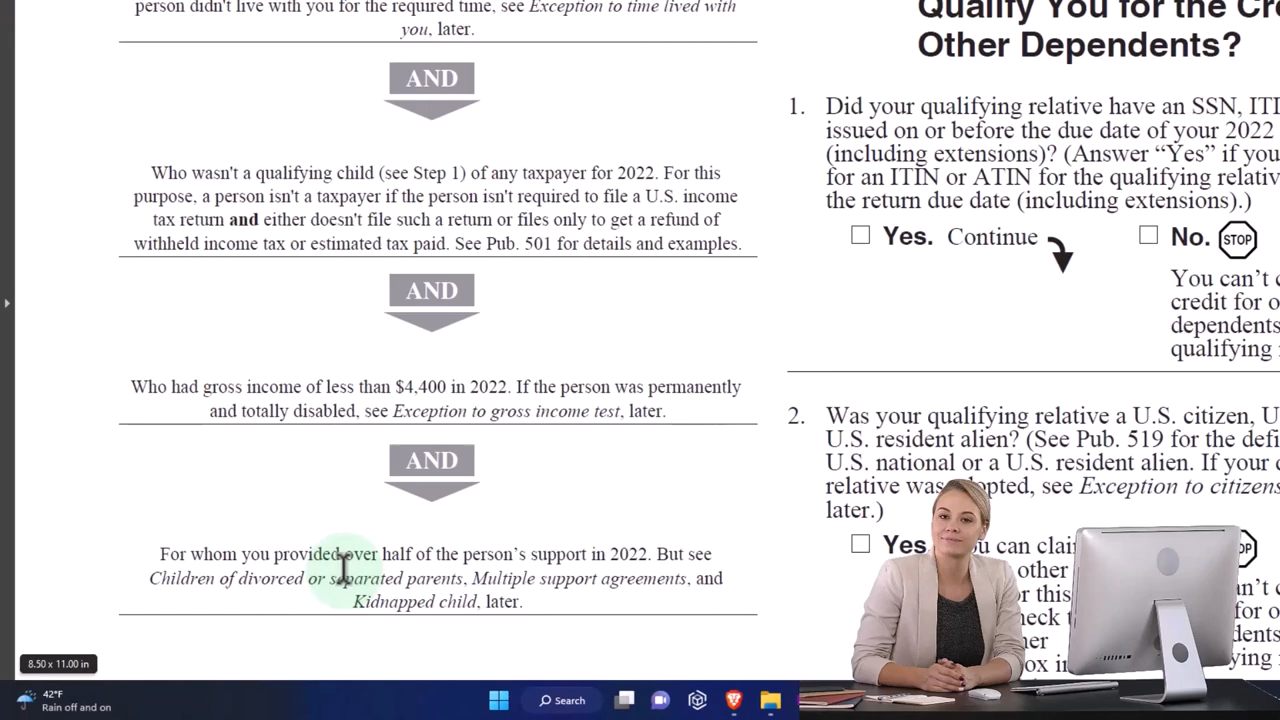 person didn't live with you for the required time, see Exception to time lived with
you, later.
AND
Who wasn't a qualifying child (see Step 1) of any taxpayer for 2022. For this
purpose, a person isn't a taxpayer if the person isn't required to file a U.S. income
tax return and either doesn't file such a return or files only to get a refund of
withheld income tax or estimated tax paid. See Pub. 501 for details and examples.
AND
Who had gross income of less than $4,400 in 2022. If the person was permanently
and totally disabled, see Exception to gross income test, later.
AND
For whom you provided over half of the person's support in 2022. But see
Children of divorced or separated parents, Multiple support agreements, and
Kidnapped child, later.
Qualify You for the
Other Dependents?
1. Did your qualifying relative have an SSN,
issued on or before the due date of your 2022
(including extensions)? (Answer “Yes” if you
for an ITIN or ATIN for the qualifying
the return due date (including extensions).)
Yes. Continue
No. STOP
You can't
credit for
dependents
qualifying
2. Was your qualifying relative a U.S. citizen,
U.S. resident alien? (See Pub. 519 for the
U.S. national or a U.S. resident alien. If your
relative was adopted, see Exception to
later.)
Yes.
other
this
8.50 x 11.00 in
42°F
Rain off and on
Search